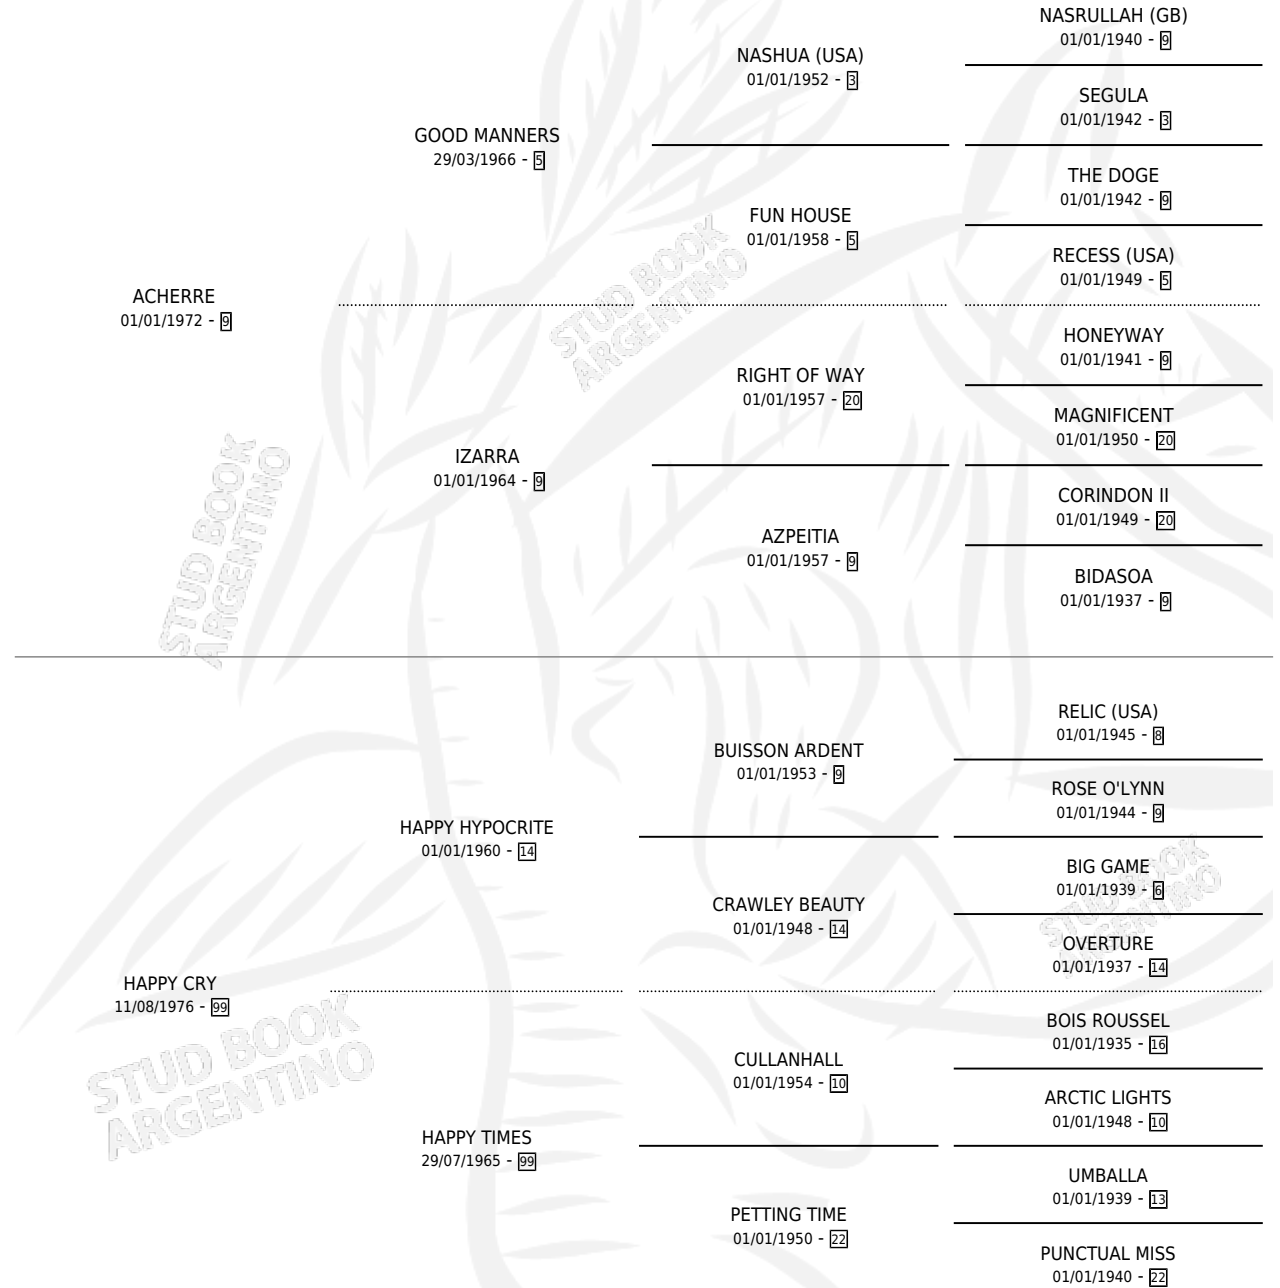 NASRULLAH (GB)
01/01/1940 - 9
NASHUA (USA)
01/01/1952 - 3
SEGULA
01/01/1942 - 3
GOOD MANNERS
29/03/1966 - 5
THE DOGE
01/01/1942 - 9
FUN HOUSE
01/01/1958 - 5
RECESS (USA)
01/01/1949 - 5
ACHERRE
01/01/1972 - 9
HONEYWAY
01/01/1941 - 9
RIGHT OF WAY
01/01/1957 - 20
MAGNIFICENT
01/01/1950 - 20
IZARRA
01/01/1964 - 9
CORINDON II
01/01/1949 - 20
AZPEITIA
01/01/1957 - 9
BIDASOA
01/01/1937 - 9
RELIC (USA)
01/01/1945 - 8
BUISSON ARDENT
01/01/1953 - 9
ROSE O'LYNN
01/01/1944 - 9
HAPPY HYPOCRITE
01/01/1960 - 14
BIG GAME
01/01/1939 - 6
CRAWLEY BEAUTY
01/01/1948 - 14
OVERTURE
01/01/1937 - 14
HAPPY CRY
11/08/1976 - 99
BOIS ROUSSEL
01/01/1935 - 16
CULLANHALL
01/01/1954 - 10
ARCTIC LIGHTS
01/01/1948 - 10
HAPPY TIMES
29/07/1965 - 99
UMBALLA
01/01/1939 - 13
PETTING TIME
01/01/1950 - 22
PUNCTUAL MISS
01/01/1940 - 22
STUD BOOK
ARGENTINO
STUD BOOK
ARGENTINO
STUD BOOK
ARGENTINO
STUD BOOK
ARGENTINO